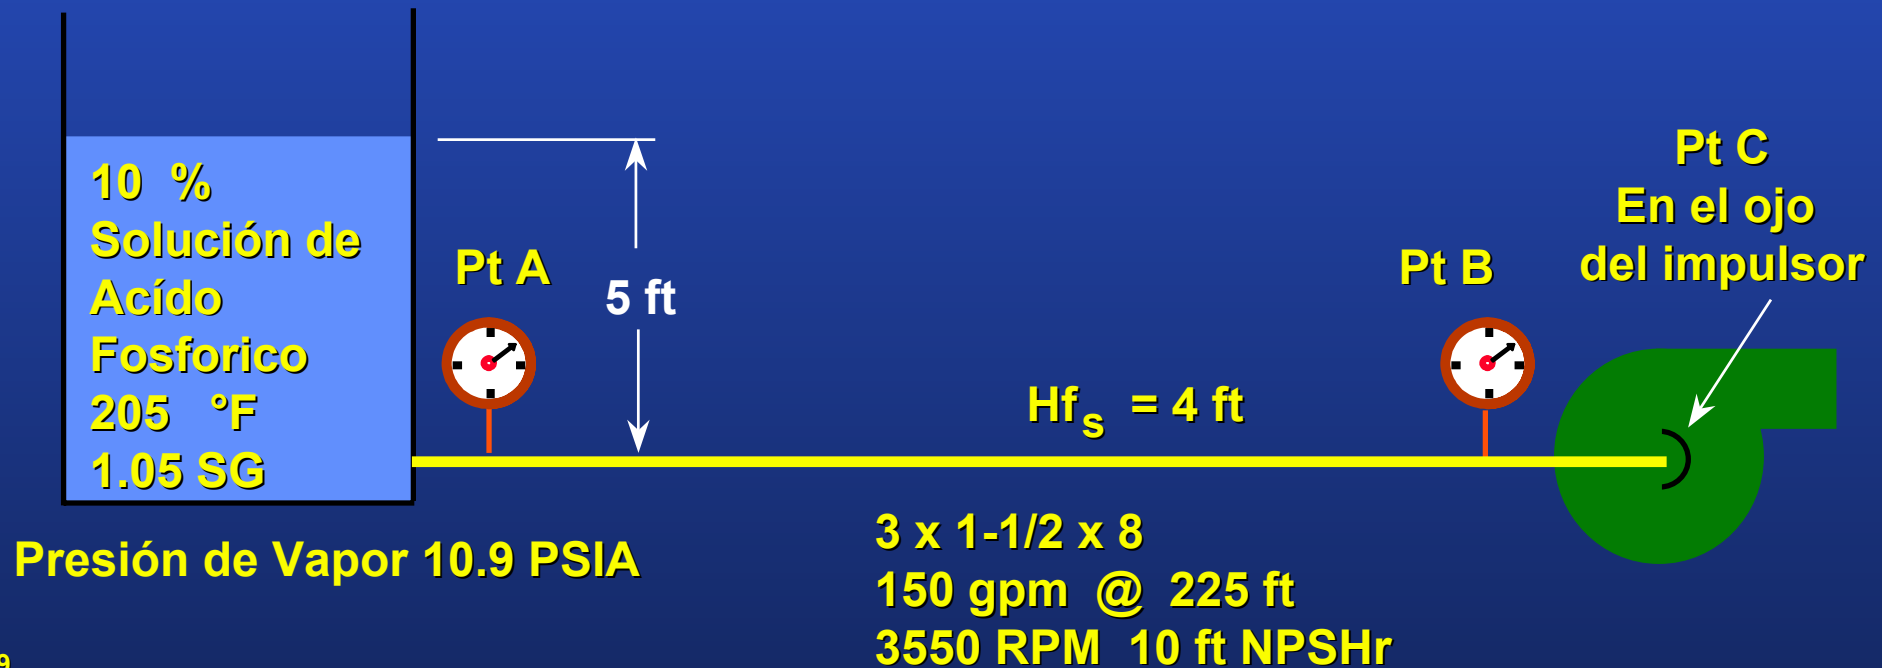 10 %
Solución de
Acído
Fosforico
205 °F
1.05 SG
Presión de Vapor 10.9 PSIA
Pt A
5 ft
Hfs = 4 ft
3 x 1-1/2 x 8
150 gpm @ 225 ft
3550 RPM 10 ft NPSHr
Pt B
Pt C
En el ojo
del impulsor
9